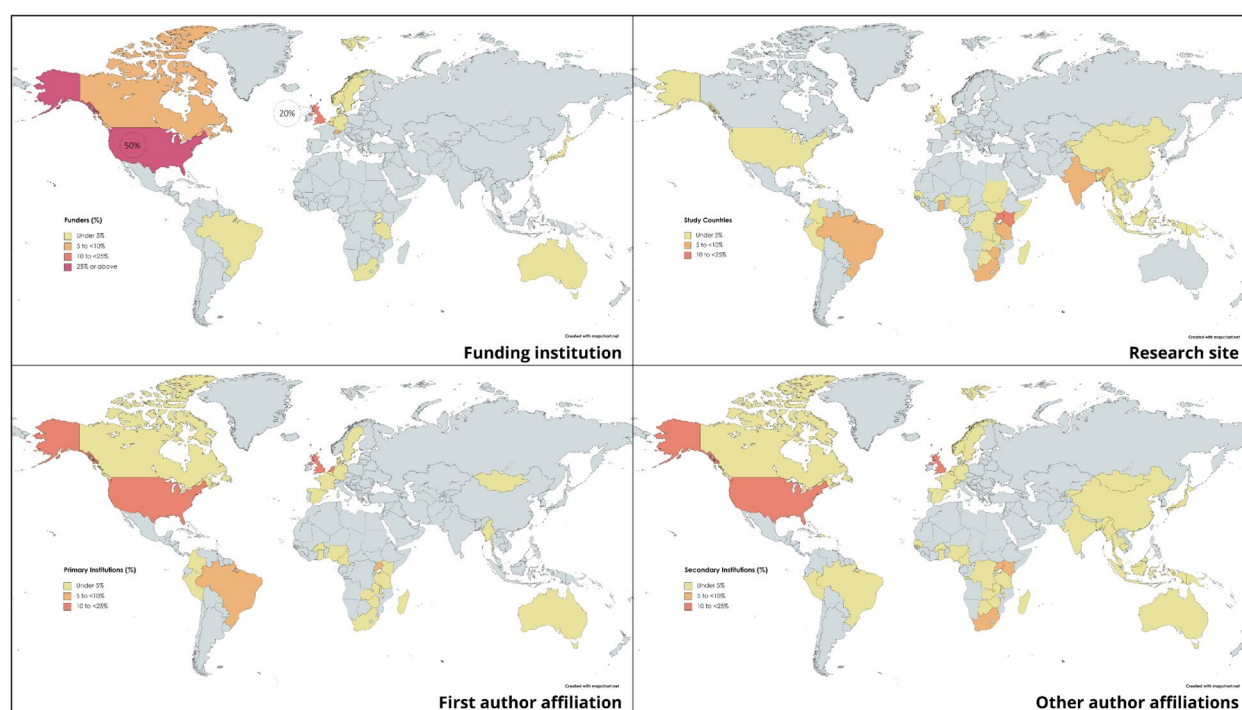 50%
20%
Funders (%)
Under 5%
5 to <10%
10 to <25%
25% or above
Created with mapchart.net
Funding institution
Study Countries
Under 5%
5 to <10%
10 to <25%
Created with mapchart.net
Research site
Primary Institutions (%)
Under 5%
5 to <10%
10 to <25%
Created with mapchart.net
First author affiliation
Secondary Institutions (%)
Under 5%
5 to <10%
10 to <25%
Created with mapchart.net
Other author affiliations